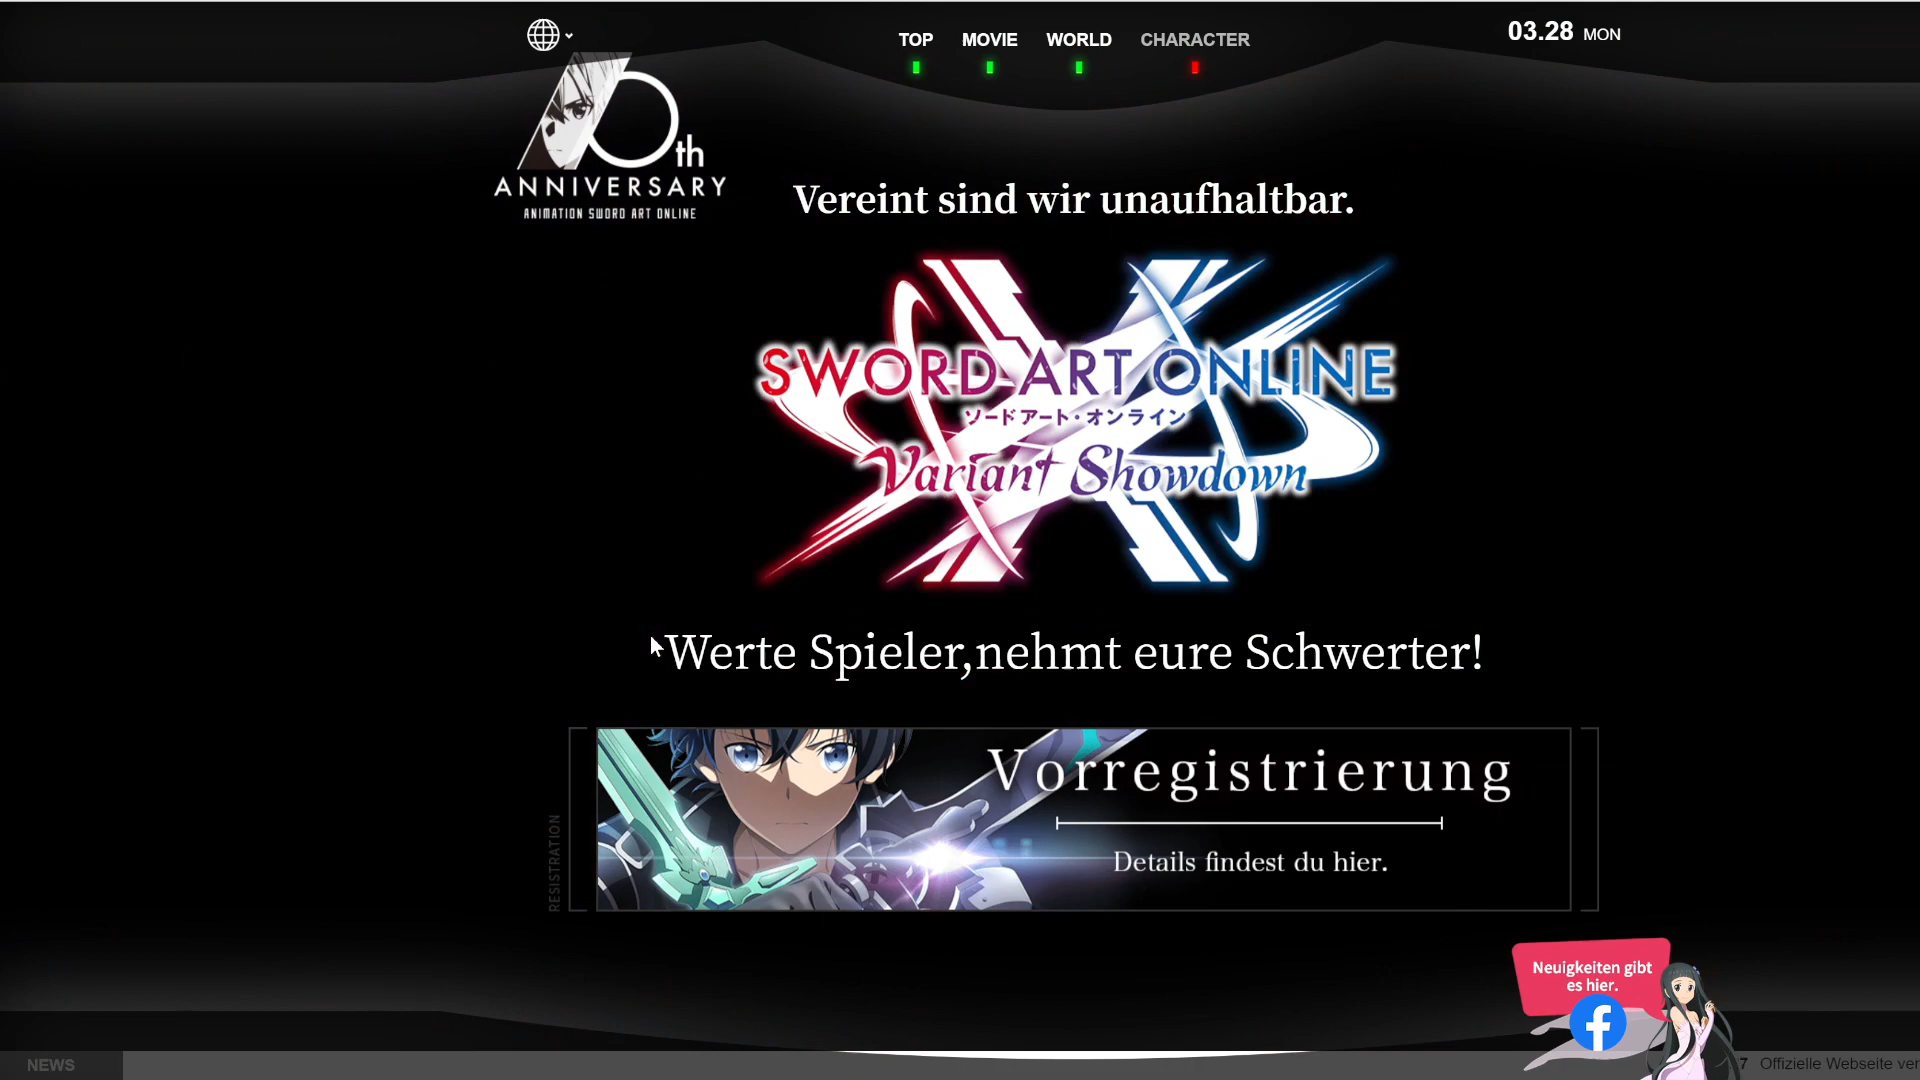 TOP MOVIE WORLD CHARACTER
03.28 MON
10th
ANNIVERSARY
ANIMATION SWORD ART ONLINE
Vereint sind wir unaufhaltbar.
SWORD ART ONLINE
ソードアート・オンライン
Variant Showdown
Werte Spieler,nehmt eure Schwerter!
RESISTRATION
Vorregistrierung
Details findest du hier.
Neuigkeiten gibt
es hier.
NEWS
7 Offizielle Webseite ver